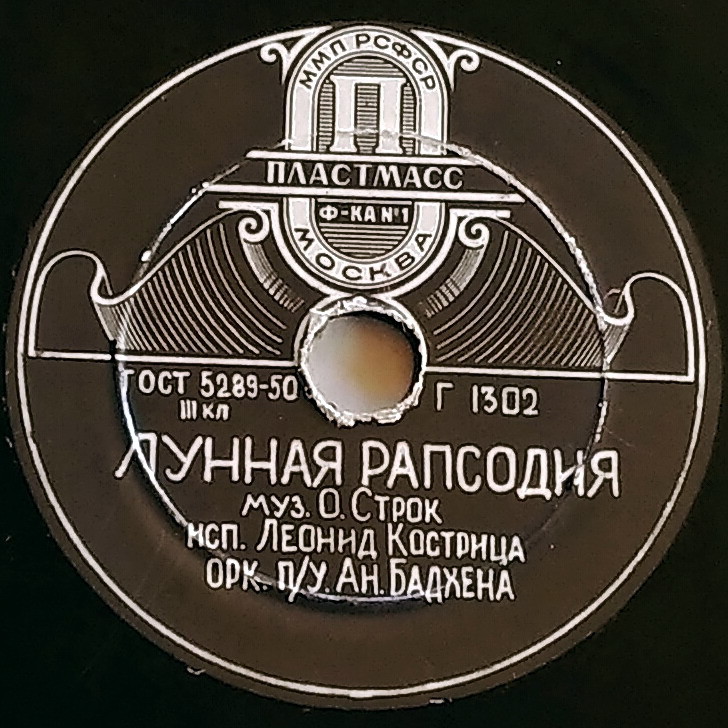 ММП РСФСР
П
ПЛАСТМАСС
Ф-КА №1
МОСКВА
ГОСТ 5289-50 Г 1302
III КЛ
ЛУННАЯ РАПСОДИЯ
МУЗ. О. СТРОК
ИСП. ЛЕОНИД КОСТРИЦА
ОРК. П/У. АН. БАДХЕНА